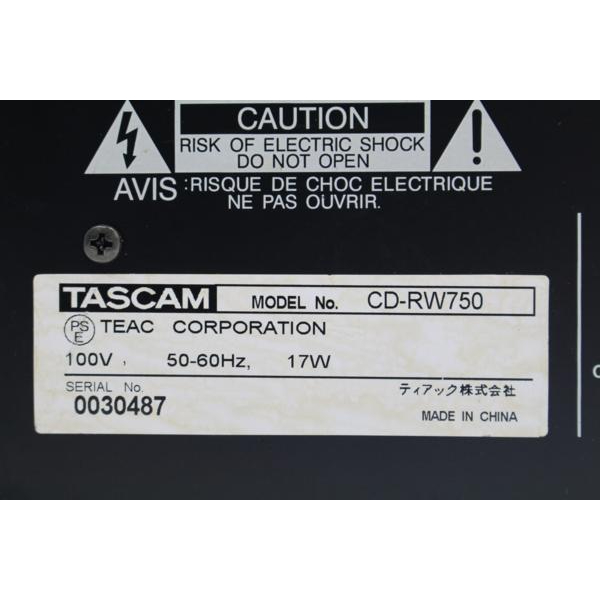 CAUTION
RISK OF ELECTRIC SHOCK
DO NOT OPEN
AVIS :RISQUE DE CHOC ELECTRIQUE
NE PAS OUVRIR.
TASCAM MODEL No. CD-RW750
PS E TEAC CORPORATION
100V , 50-60Hz, 17W
SERIAL No. ティアック株式会社
0030487 MADE IN CHINA